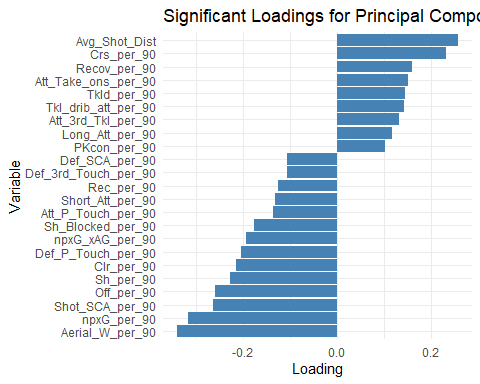 Significant Loadings for Principal Compo
Avg_Shot_Dist
Crs_per_90
Recov_per_90
Att_Take_ons_per_90
Tkld_per_90
Tkl_drib_att_per_90
Att_3rd_Tkl_per_90
Long_Att_per_90
PKcon_per_90
Def_SCA_per_90
Def_3rd_Touch_per_90
Rec_per_90
Short_Att_per_90
Att_P_Touch_per_90
Sh_Blocked_per_90
npxG_xAG_per_90
Def_P_Touch_per_90
Clr_per_90
Sh_per_90
Off_per_90
Shot_SCA_per_90
npxG_per_90
Aerial_W_per_90
Variable
-0.2 0.0 0.2
Loading